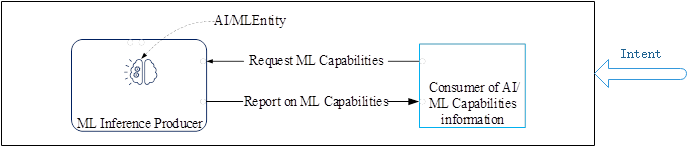 AI/MLEntity
Intent
Request ML Capabilities
Consumer of AI/
ML Capabilities
information
Report on ML Capabilities
ML Inference Producer